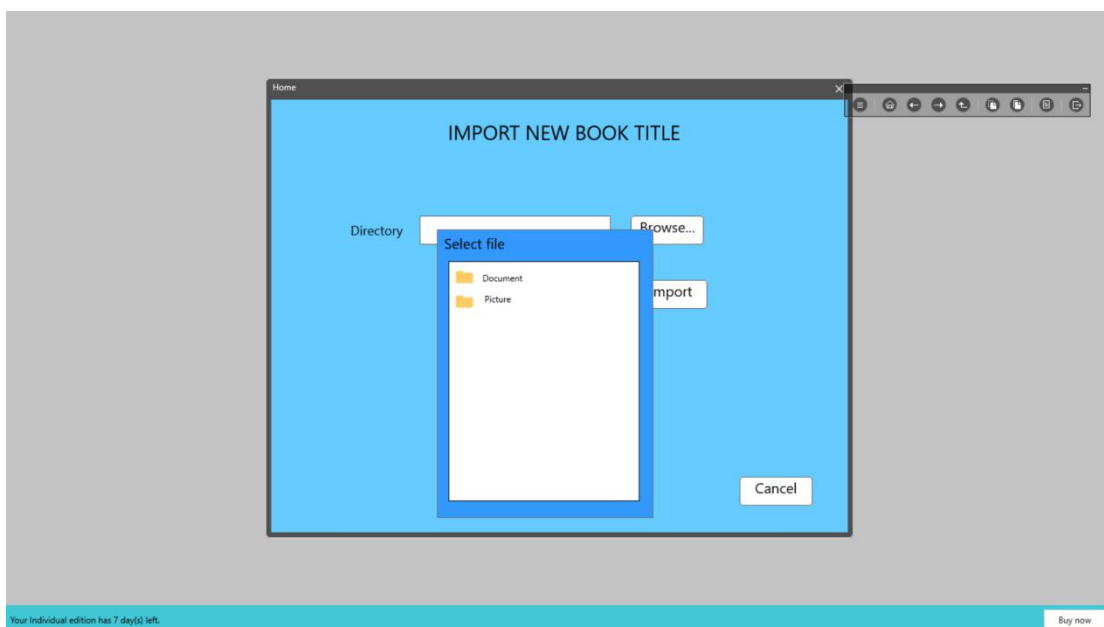 Home
IMPORT NEW BOOK TITLE
Directory
Browse...
Select file
Document
Picture
mport
Cancel
Your Individual edition has 7 day(s) left.
Buy now